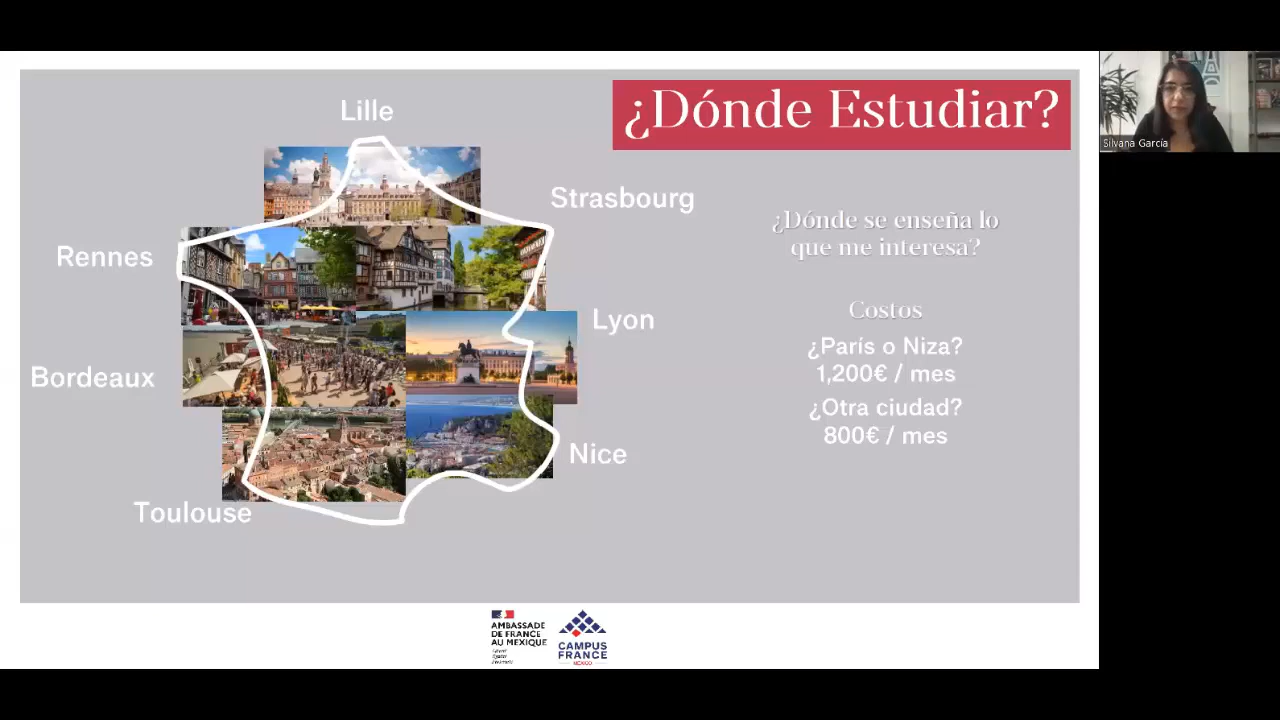 ¿Dónde Estudiar?
Lille
Strasbourg
Rennes
Lyon
Bordeaux
Nice
Toulouse
¿Dónde se enseña lo
que me interesa?
Costos
¿París o Niza?
1,200€ / mes
¿Otra ciudad?
800€ / mes
Silvana García
AMBASSADE
DE FRANCE
AU MEXIQUE
CAMPUS
FRANCE
MEXICO